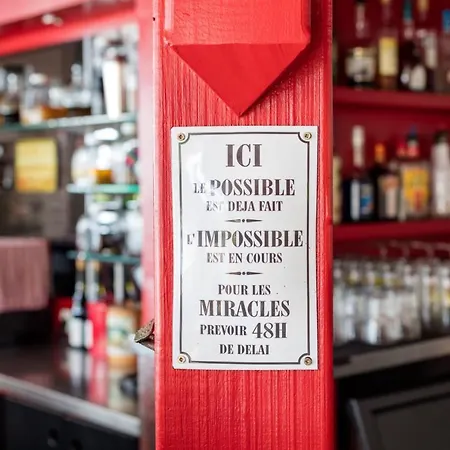 ICI
LE POSSIBLE
EST DEJA FAIT
L'IMPOSSIBLE
EST EN COURS
POUR LES
MIRACLES
PREVOIR 48H
DE DELAI